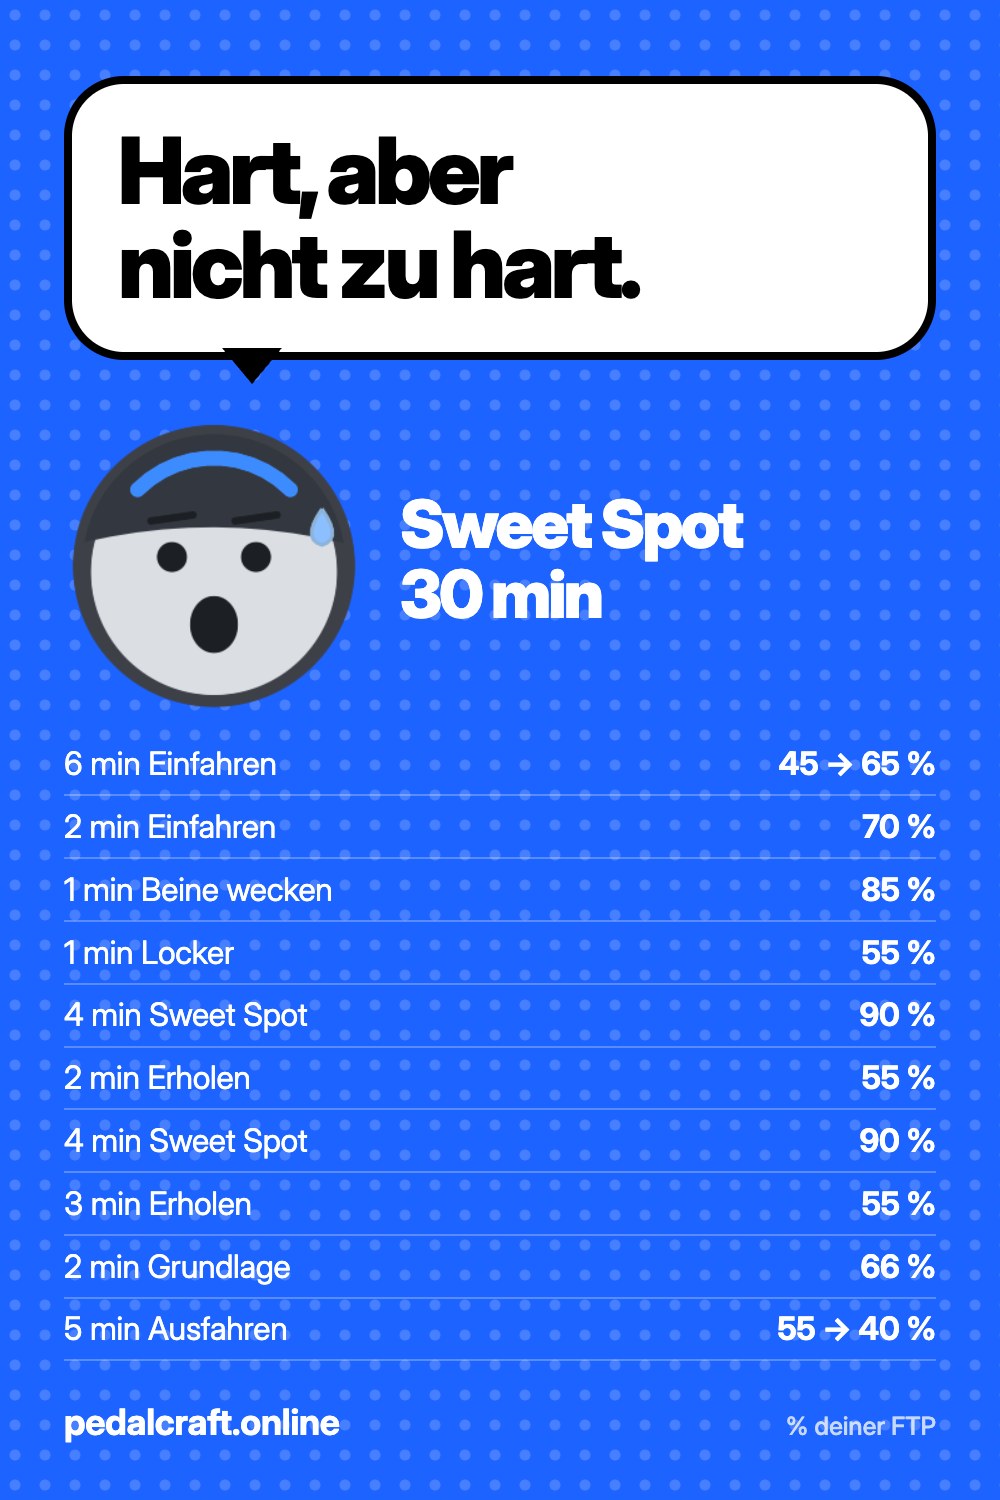 Hart, aber
nicht zu hart.
Sweet Spot
30 min
6 min Einfahren 45 → 65 %
2 min Einfahren 70 %
1 min Beine wecken 85 %
1 min Locker 55 %
4 min Sweet Spot 90 %
2 min Erholen 55 %
4 min Sweet Spot 90 %
3 min Erholen 55 %
2 min Grundlage 66 %
5 min Ausfahren 55 → 40 %
pedalcraft.online % deiner FTP